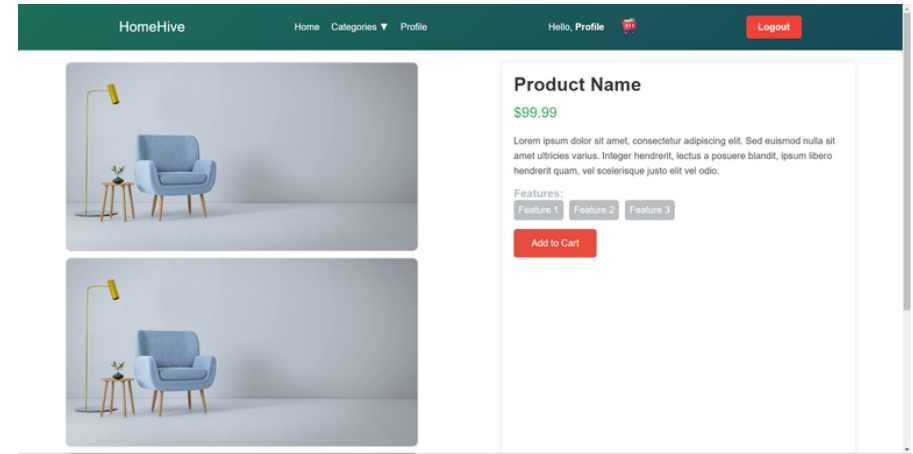 HomeHive
Home Categories ▼ Profile
Hello, Profile
Logout
Product Name
$99.99
Lorem ipsum dolor sit amet, consectetur adipiscing elit. Sed euismod nulla sit
amet ultricies varius. Integer hendrerit, lectus a posuere blandit, ipsum libero
hendrerit quam, vel scelerisque justo elit vel odio.
Features:
Feature 1 Feature 2 Feature 3
Add to Cart